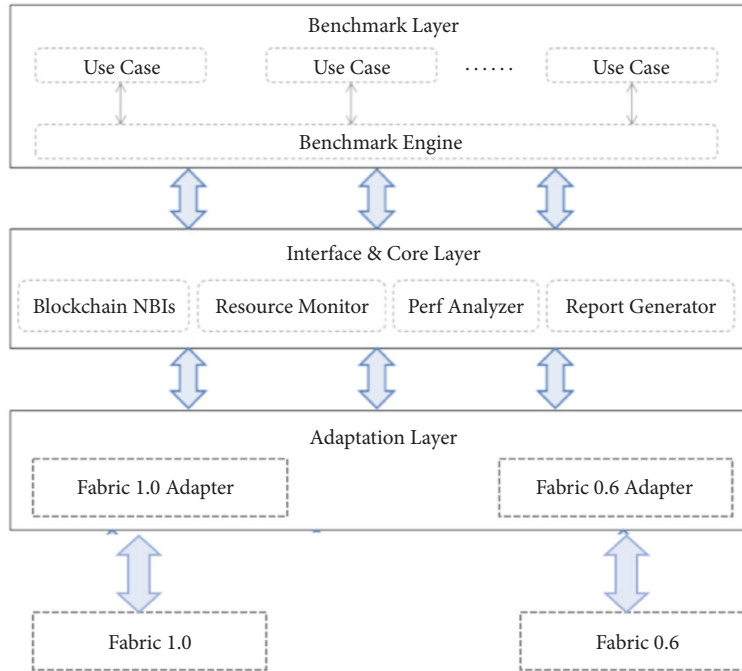 Benchmark Layer
Use Case
Use Case
......
Use Case
Benchmark Engine
Interface & Core Layer
Blockchain NBIs
Resource Monitor
Perf Analyzer
Report Generator
Adaptation Layer
Fabric 1.0 Adapter
Fabric 0.6 Adapter
Fabric 1.0
Fabric 0.6